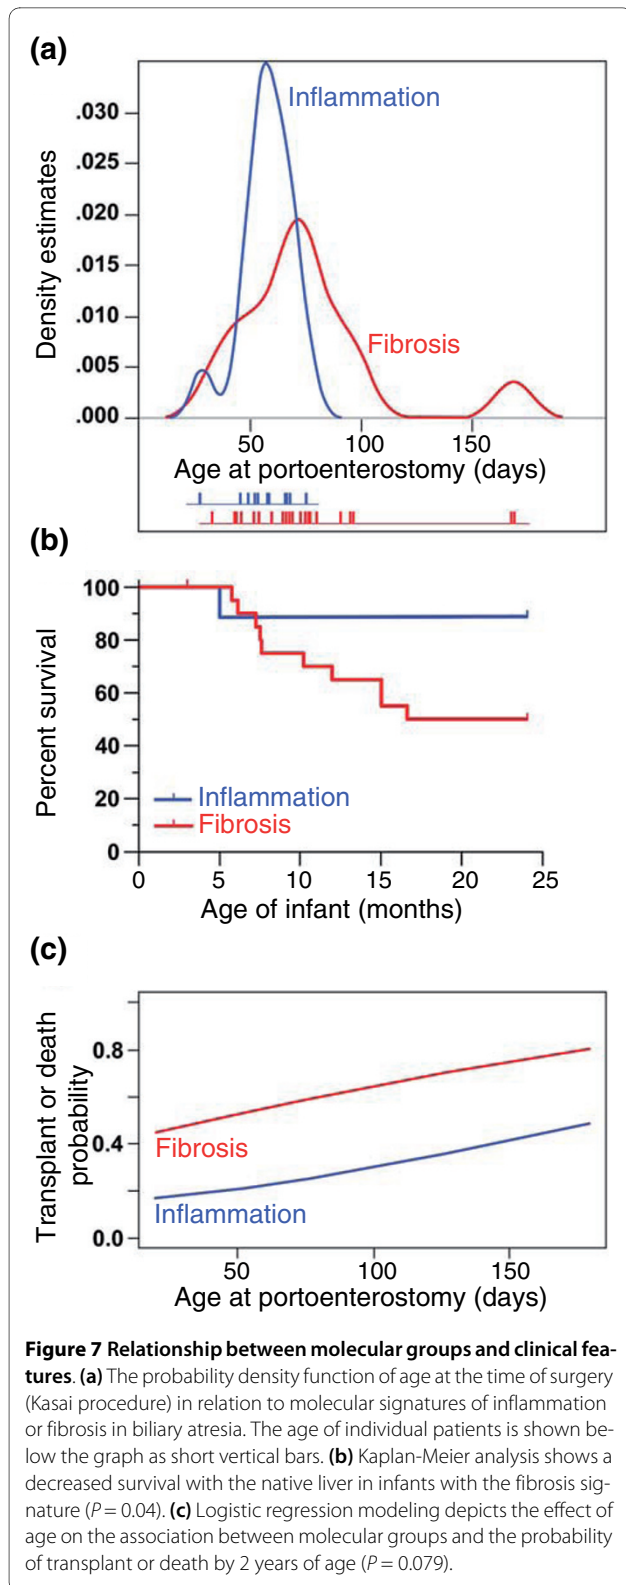 (a)
Inflammation
Fibrosis
Density estimates
.030
.025
.020
.015
.010
.005
.000
50 100 150
Age at portoenterostomy (days)
(b)
Percent survival
100
80
60
40
20
0
Inflammation
Fibrosis
0 5 10 15 20 25
Age of infant (months)
(c)
Transplant or death
probability
0.8
0.4
0.0
Fibrosis
Inflammation
50 100 150
Age at portoenterostomy (days)
Figure 7 Relationship between molecular groups and clinical fea-
tures. (a) The probability density function of age at the time of surgery
(Kasai procedure) in relation to molecular signatures of inflammation
or fibrosis in biliary atresia. The age of individual patients is shown be-
low the graph as short vertical bars. (b) Kaplan-Meier analysis shows a
decreased survival with the native liver in infants with the fibrosis sig-
nature (P = 0.04). (c) Logistic regression modeling depicts the effect of
age on the association between molecular groups and the probability
of transplant or death by 2 years of age (P = 0.079).